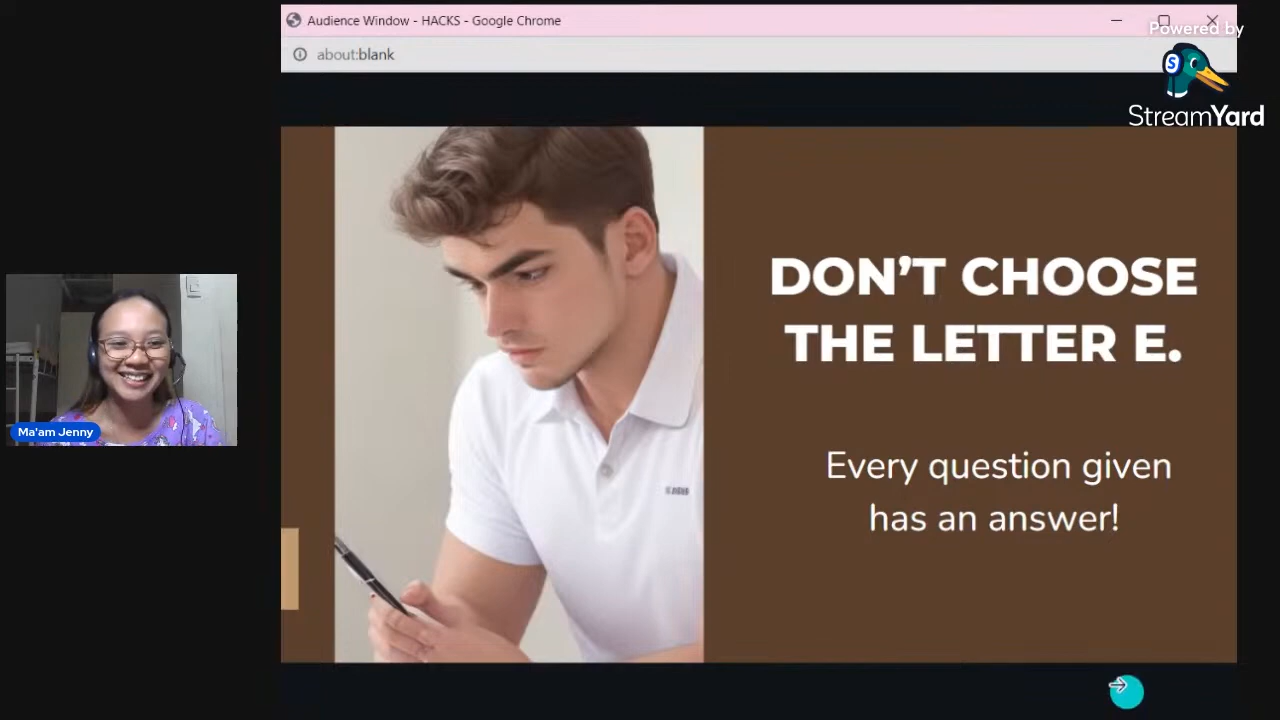 Audience Window - HACKS - Google Chrome
about:blank
Powered by
S
StreamYard
DON'T CHOOSE
THE LETTER E.
Every question given
has an answer!
Ma'am Jenny